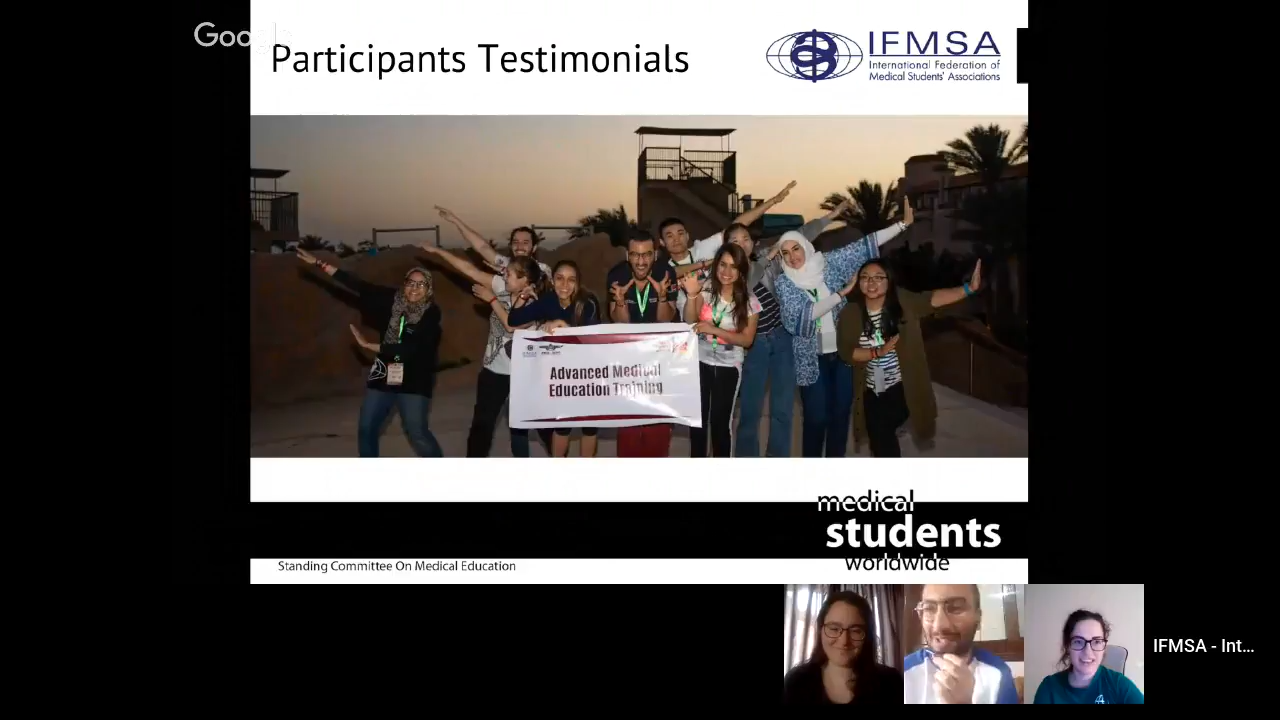 Google
Participants Testimonials
IFMSA
International Federation of
Medical Students' Associations
Advanced Medical
Education Training
medical
students
worldwide
Standing Committee On Medical Education
IFMSA - Int...